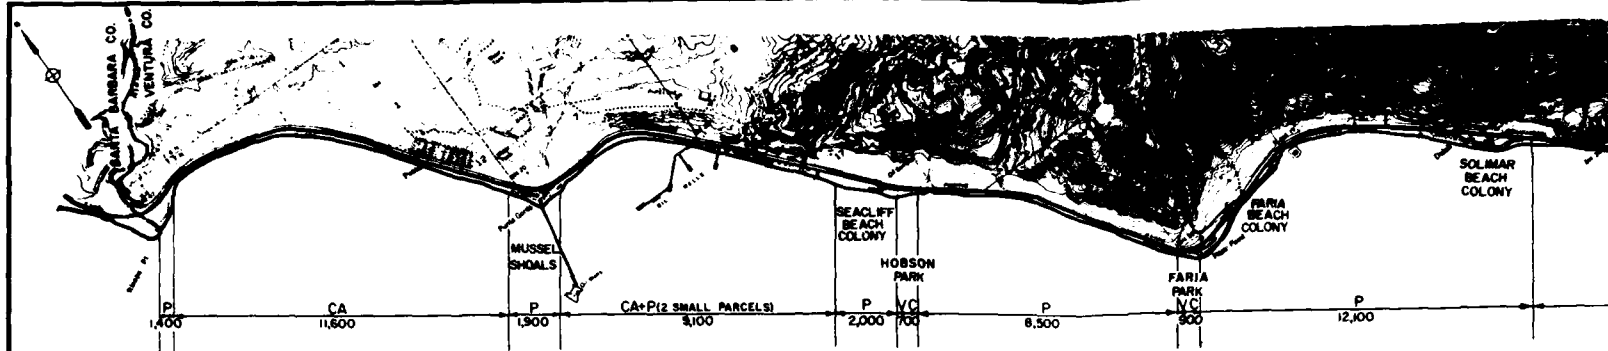 SANTA BARBARA CO.
VENTURA CO.
MUSSEL
SHOALS
SEACLIFF
BEACH
COLONY
HOBSON
PARK
FARIA
PARK
FARIA
BEACH
COLONY
SOLIMAR
BEACH
COLONY
P CA P CA+P(2 SMALL PARCELS) P VC P VC P
1,400 11,600 1,900 9,100 2,000 700 8,500 900 12,100